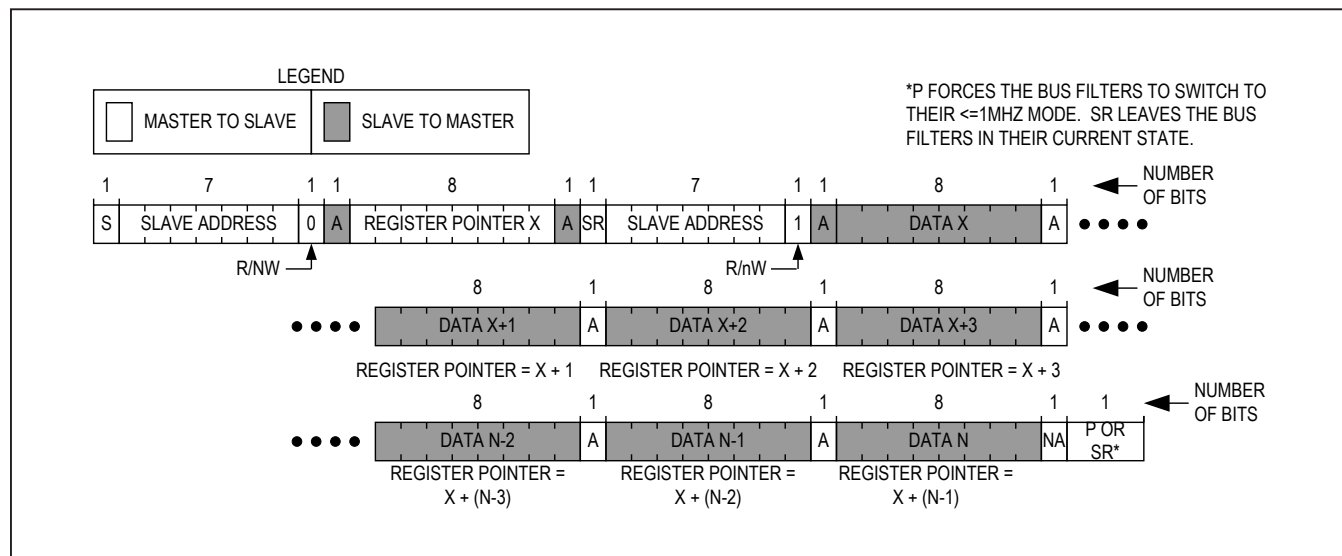 LEGEND
MASTER TO SLAVE SLAVE TO MASTER
*P FORCES THE BUS FILTERS TO SWITCH TO
THEIR <=1MHZ MODE. SR LEAVES THE BUS
FILTERS IN THEIR CURRENT STATE.
1 7 1 1 8 1 1 7 1 1 8 1 NUMBER
OF BITS
S SLAVE ADDRESS 0 A REGISTER POINTER X A SR SLAVE ADDRESS 1 A DATA X A
R/NW R/nW
8 1 8 1 8 1 NUMBER
OF BITS
DATA X+1 A DATA X+2 A DATA X+3 A
REGISTER POINTER = X + 1 REGISTER POINTER = X + 2 REGISTER POINTER = X + 3
8 1 8 1 8 1 1 NUMBER
OF BITS
DATA N-2 A DATA N-1 A DATA N NA P OR
SR*
REGISTER POINTER = REGISTER POINTER = REGISTER POINTER =
X + (N-3) X + (N-2) X + (N-1)